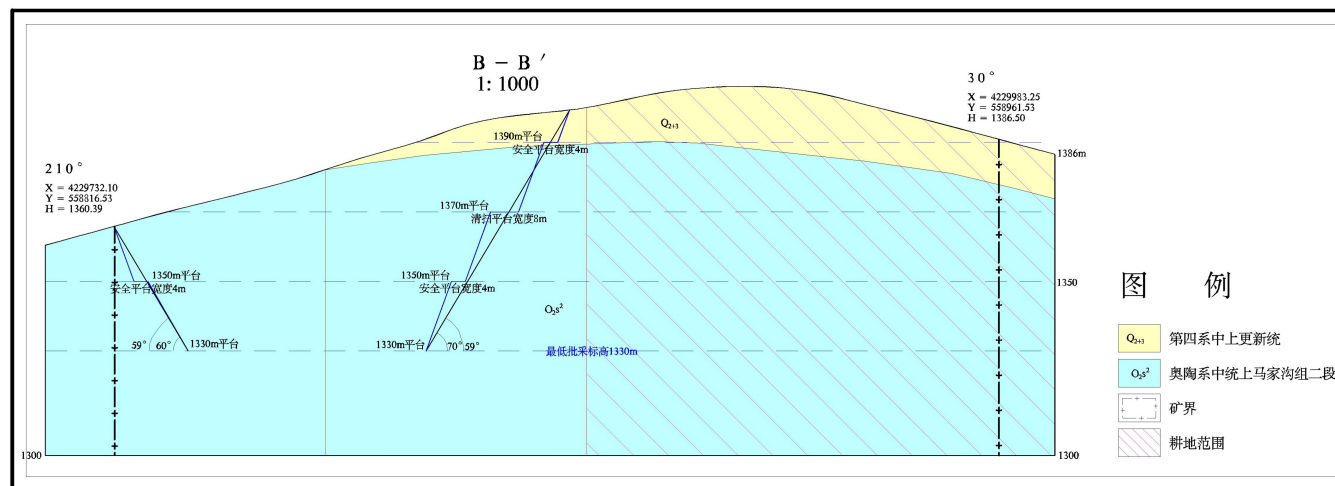 B - B′
1: 1000
210°
X = 4229732.10
Y = 558816.53
H = 1360.39
30°
X = 4229983.25
Y = 558961.53
H = 1386.50
Q2+3
1390m平台
安全平台宽度4m
1386m
1370m平台
清扫平台宽度8m
1350m平台
安全平台宽度4m
1350m平台
安全平台宽度4m
1350
O2s²
59°
60°
1330m平台
1330m平台
70°
59°
最低批采标高1330m
1300
1300
图 例
Q2+3 第四系中上更新统
O2s² 奥陶系中统上马家沟组二段
矿界
耕地范围